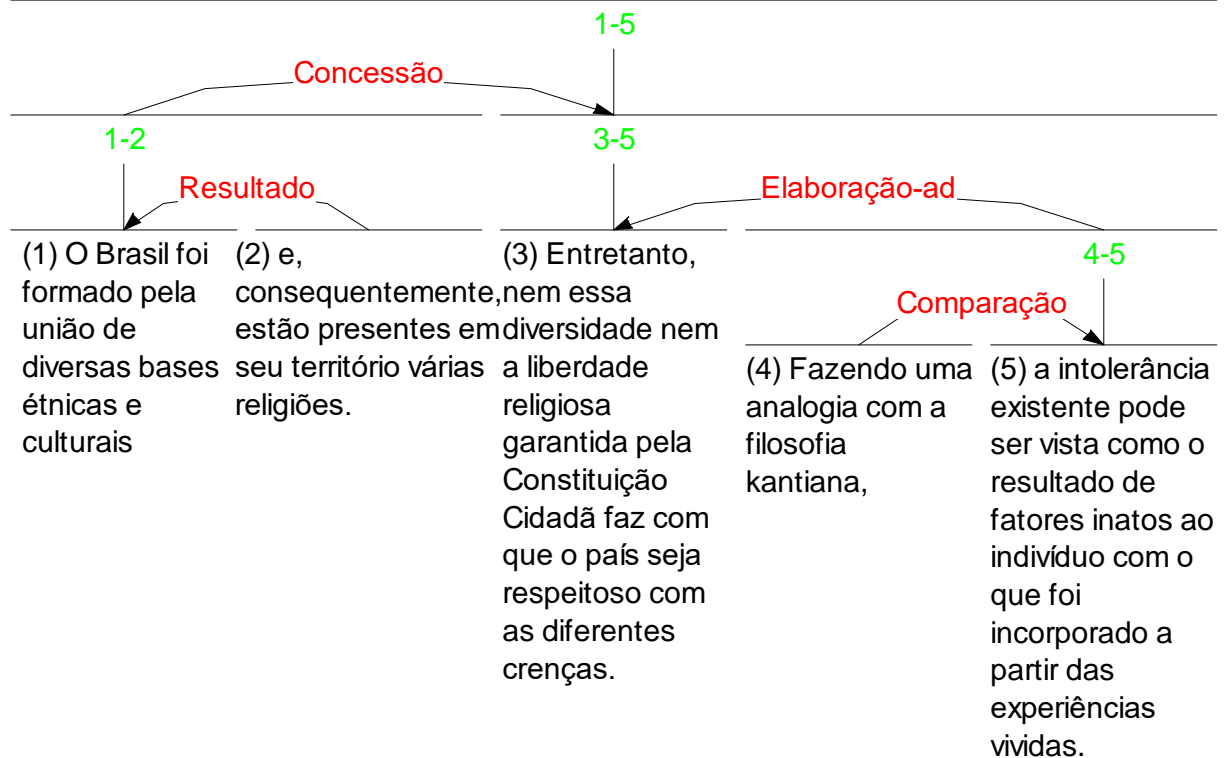 1-5
Concessão
1-2
3-5
Resultado
Elaboração-ad
(1) O Brasil foi
formado pela
união de
diversas bases
étnicas e
culturais
(2) e,
consequentemente,
estão presentes em
seu território várias
religiões.
(3) Entretanto,
nem essa
diversidade nem
a liberdade
religiosa
garantida pela
Constituição
Cidadã faz com
que o país seja
respeitoso com
as diferentes
crenças.
4-5
Comparação
(4) Fazendo uma
analogia com a
filosofia
kantiana,
(5) a intolerância
existente pode
ser vista como o
resultado de
fatores inatos ao
indivíduo com o
que foi
incorporado a
partir das
experiências
vividas.